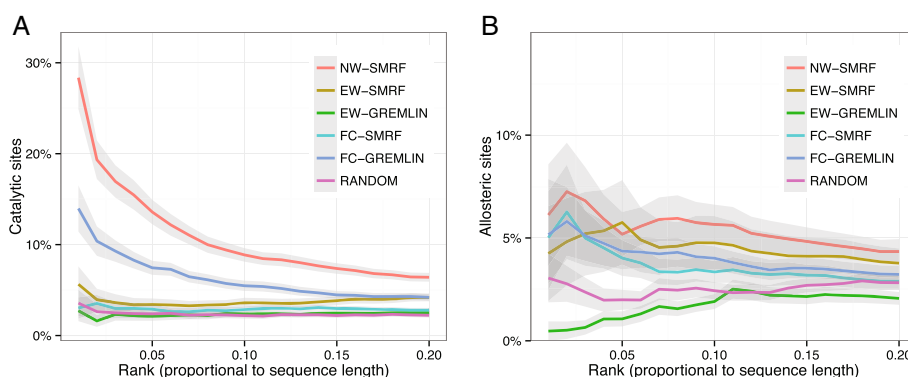 A
Catalytic sites
30%
20%
10%
0%
NW-SMRF
EW-SMRF
EW-GREMLIN
FC-SMRF
FC-GREMLIN
RANDOM
0.05 0.10 0.15 0.20
Rank (proportional to sequence length)
B
Allosteric sites
10%
5%
0%
NW-SMRF
EW-SMRF
EW-GREMLIN
FC-SMRF
FC-GREMLIN
RANDOM
0.05 0.10 0.15 0.20
Rank (proportional to sequence length)